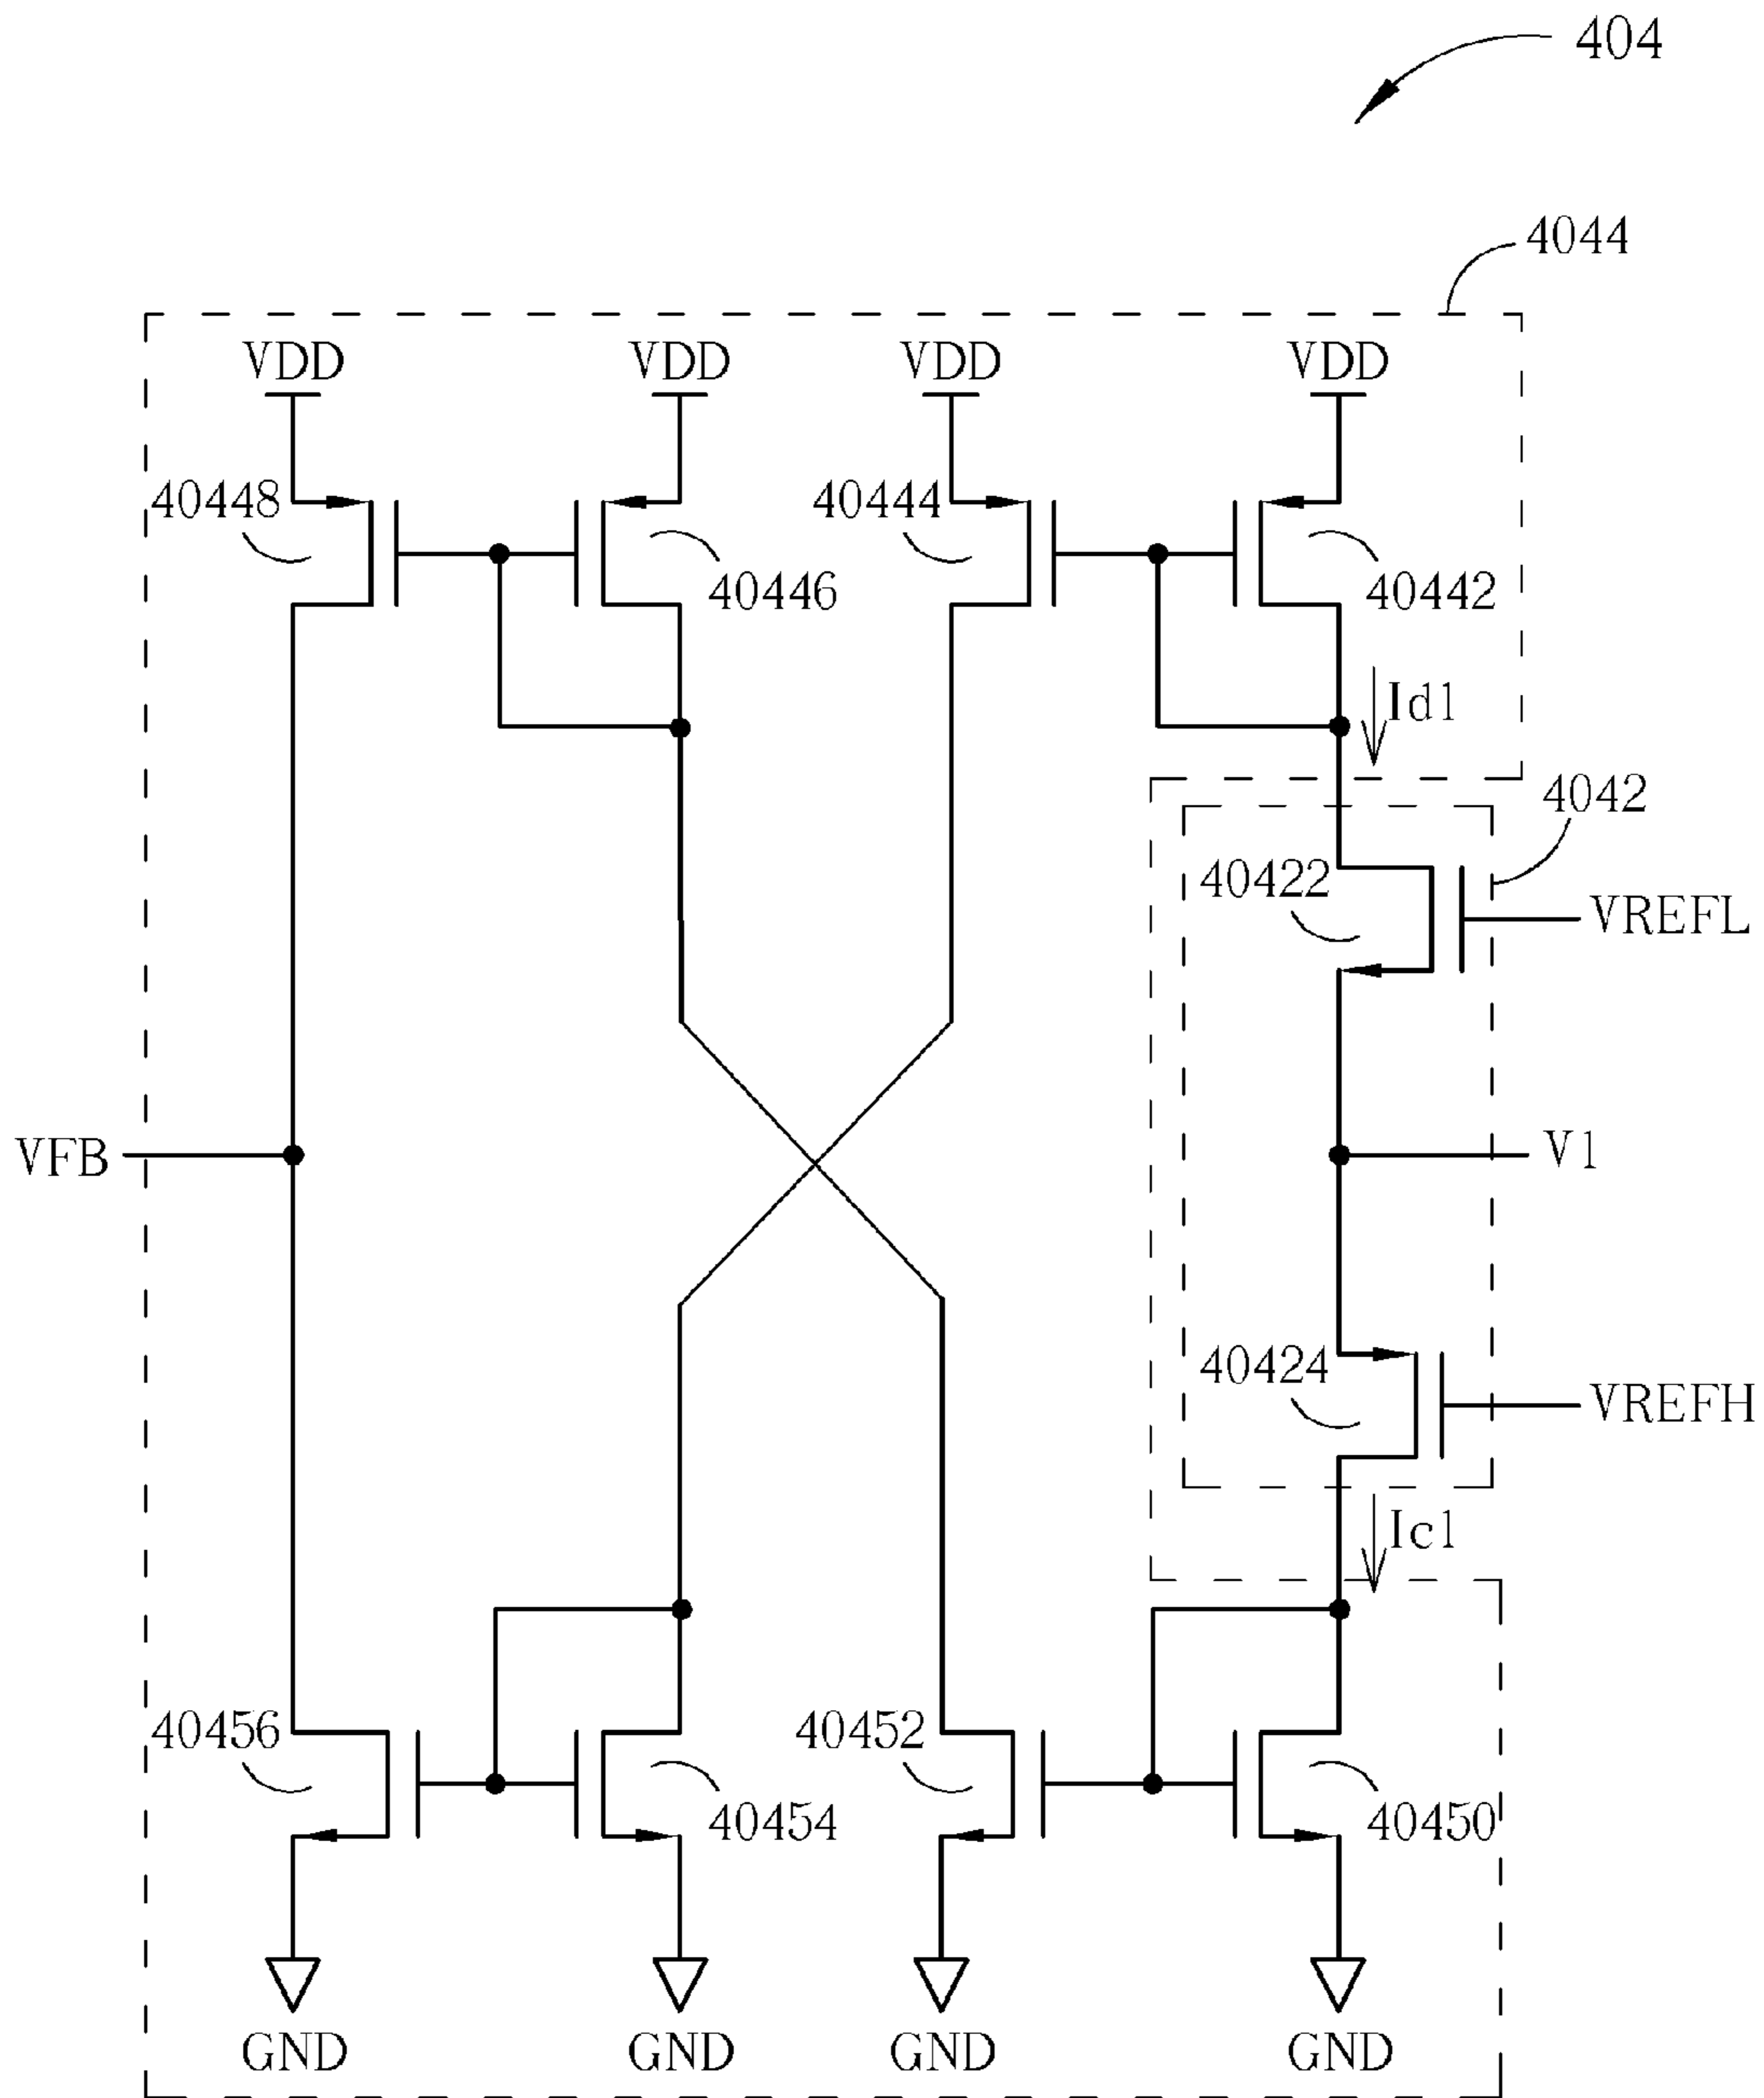 404
4044
VDD VDD VDD VDD
40448 40444
40446 40442
Id1
4042
40422
VREFL
VFB V1
40424
VREFH
Ic1
40456 40452
40454 40450
GND GND GND GND